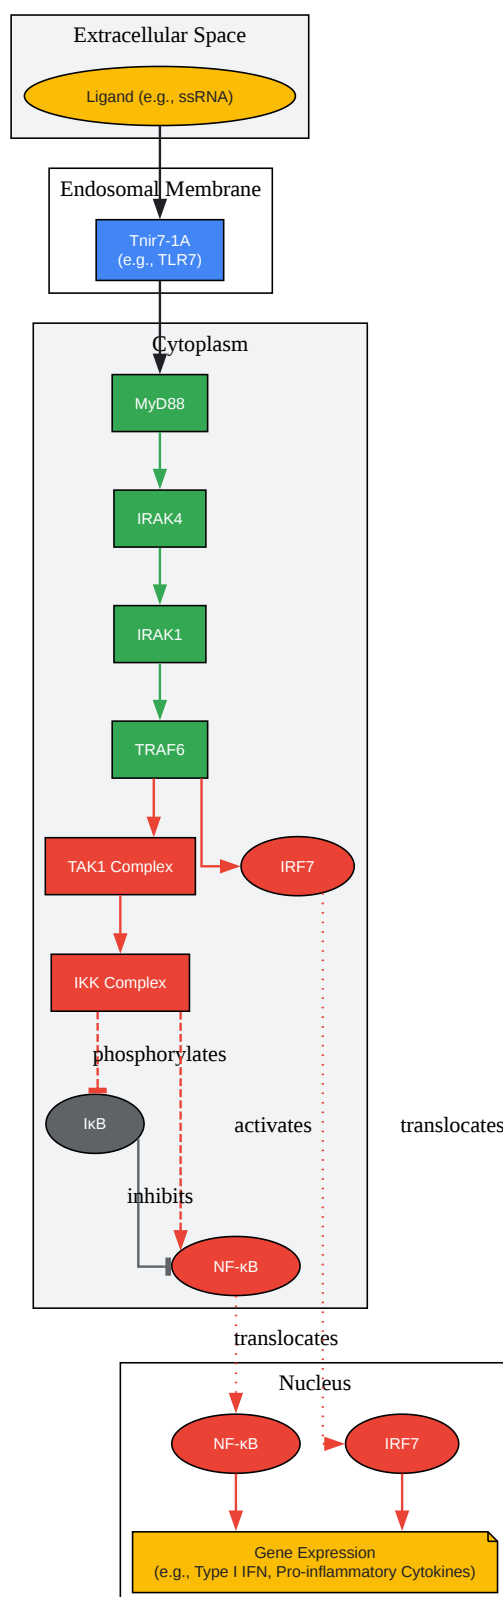 Extracellular Space
Ligand (e.g., ssRNA)
Endosomal Membrane
Tnir7-1A
(e.g., TLR7)
Cytoplasm
MyD88
IRAK4
IRAK1
TRAF6
TAK1 Complex
IRF7
IKK Complex
phosphorylates
IκB
activates
translocates
inhibits
NF-κB
translocates
Nucleus
NF-κB
IRF7
Gene Expression
(e.g., Type I IFN, Pro-inflammatory Cytokines)